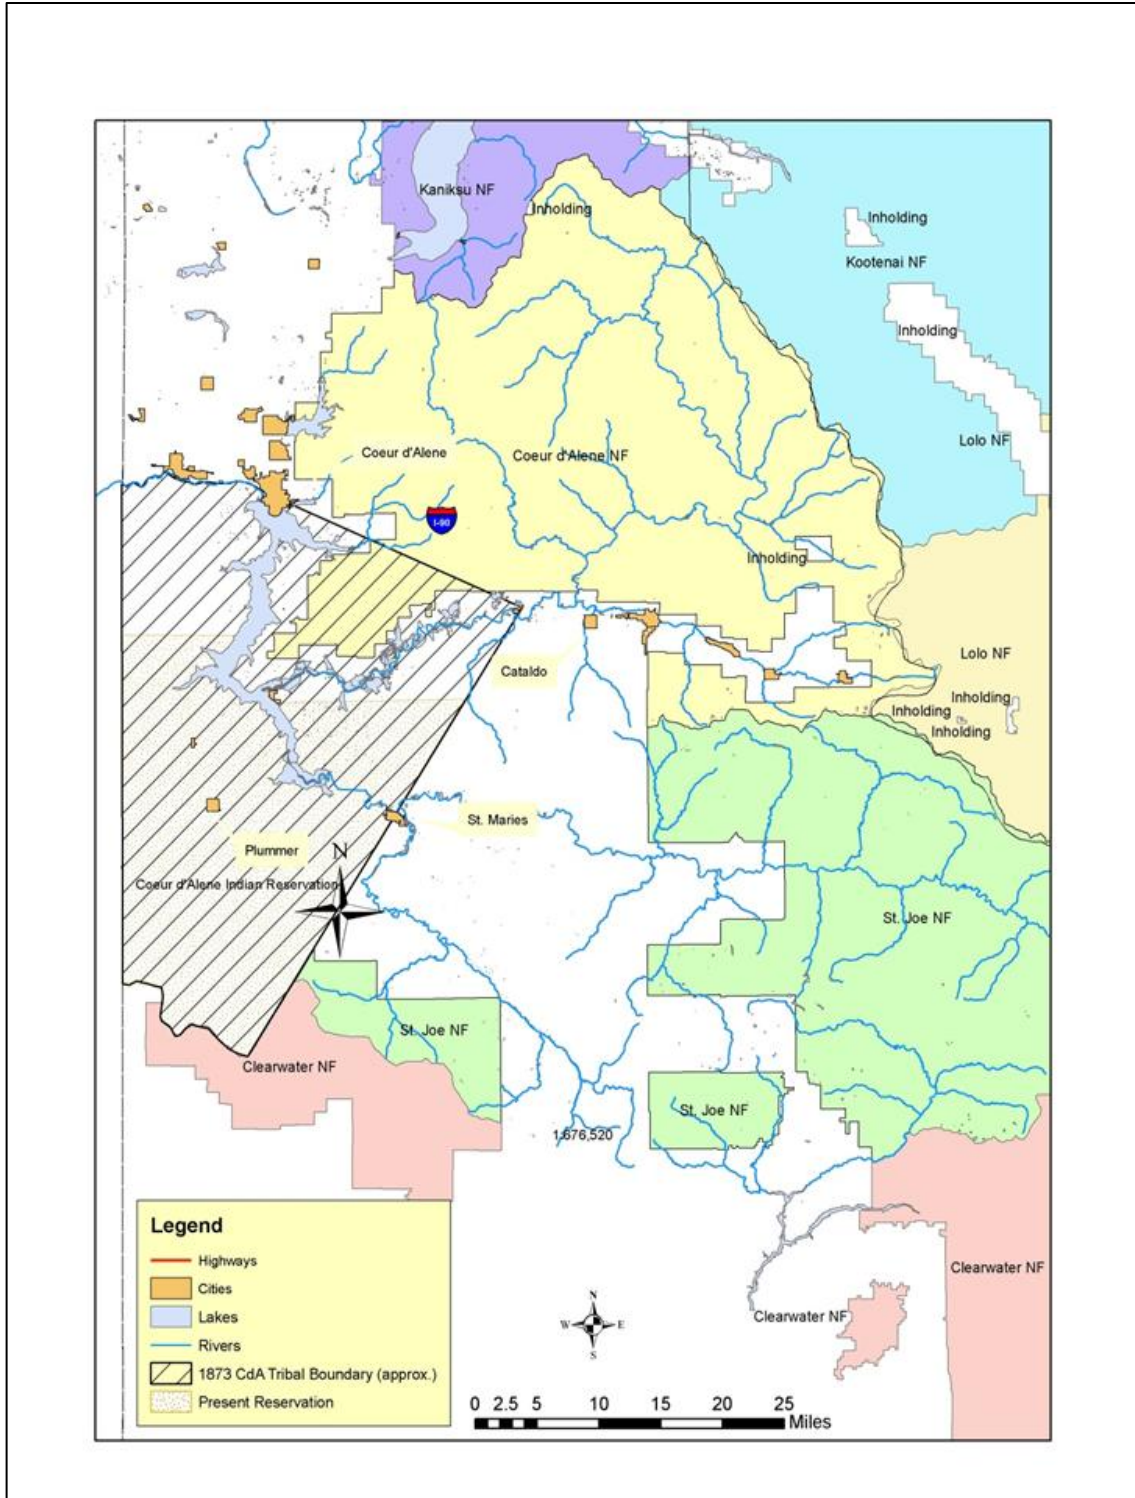 Kaniksu NF
Inholding
Inholding
Kootenai NF
Inholding
Lolo NF
Coeur d'Alene
Coeur d'Alene NF
I-90
Inholding
Lolo NF
Cataldo
Inholding
Inholding
Inholding
St. Maries
Plummer
N
Coeur d'Alene Indian Reservation
St. Joe NF
St. Joe NF
Clearwater NF
St. Joe NF
1:676,520
Legend
Highways
Cities
Lakes
Rivers
1873 CdA Tribal Boundary (approx.)
Present Reservation
Clearwater NF
Clearwater NF
N
W E
S
0 2.5 5 10 15 20 25
Miles